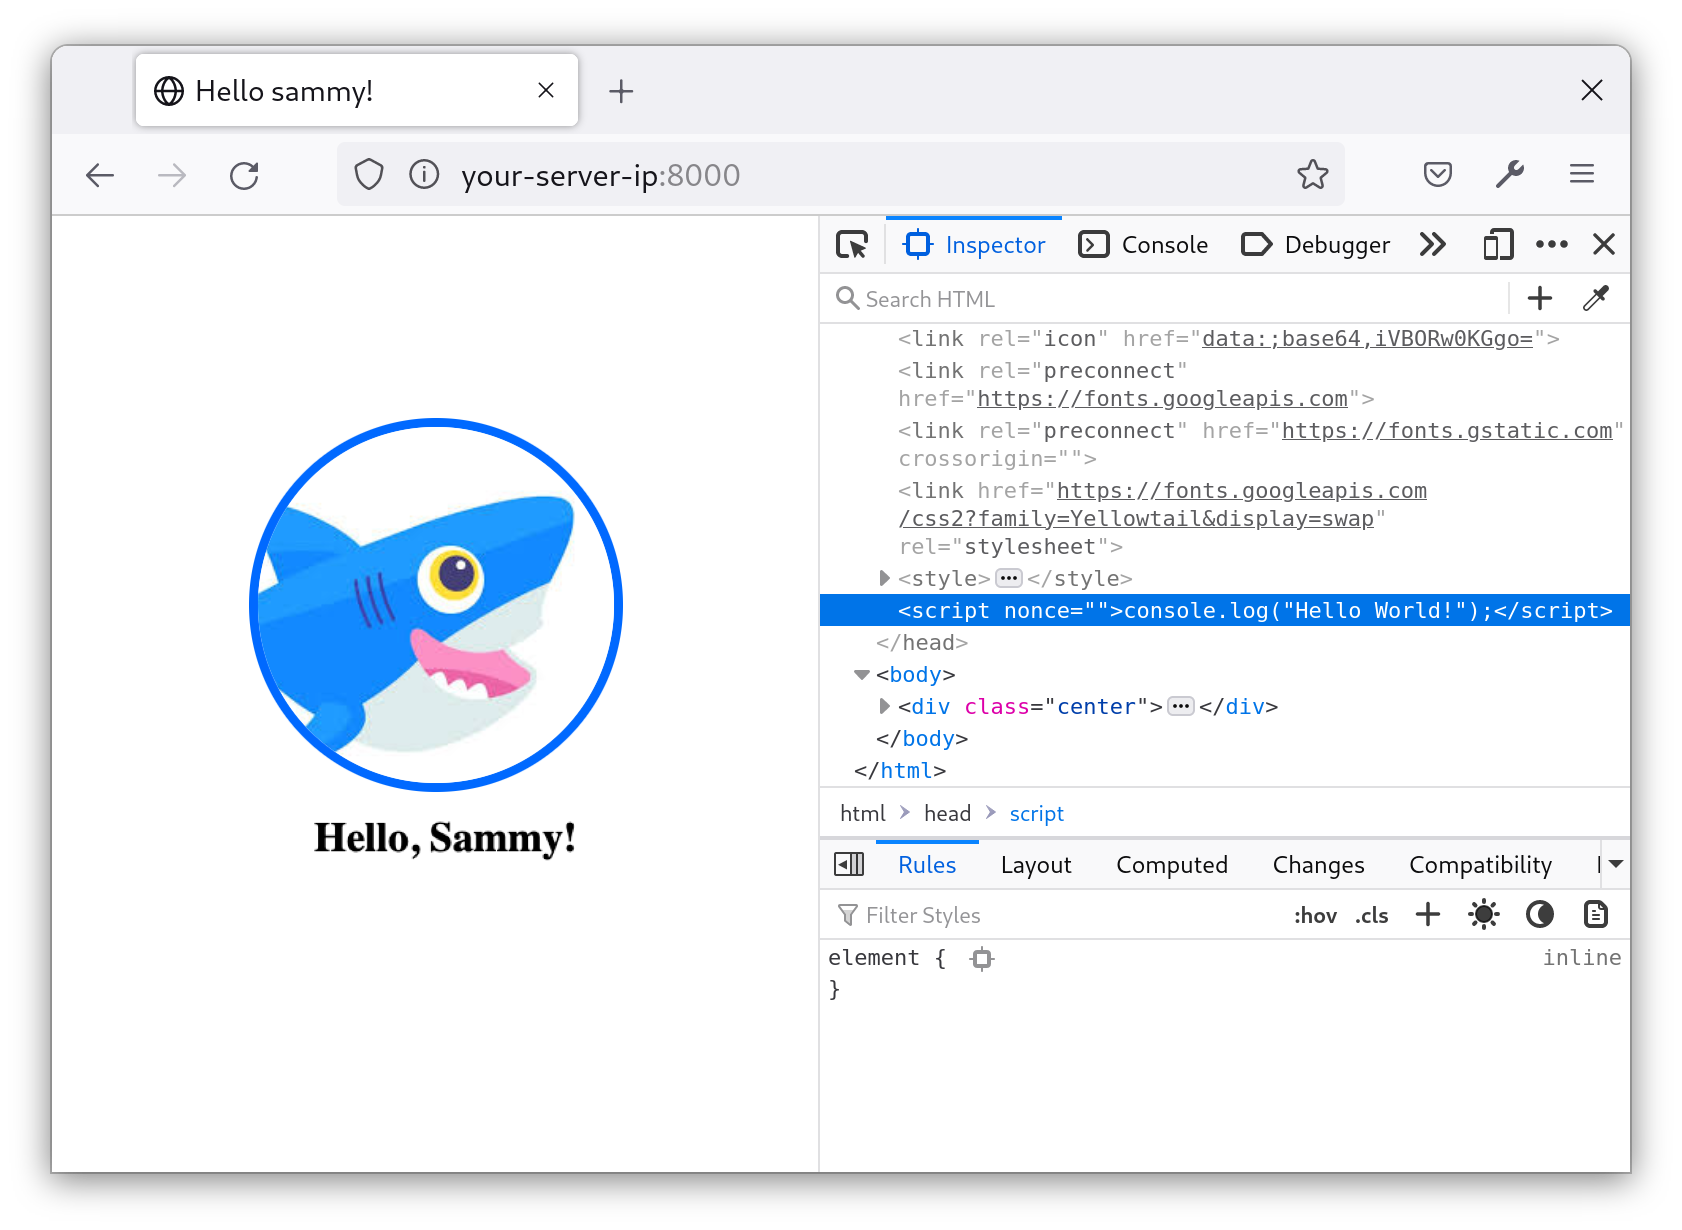 Hello sammy!
your-server-ip:8000
Hello, Sammy!
Inspector Console Debugger
Search HTML
<link rel="icon" href="data:;base64,iVBORw0KGgo=">
<link rel="preconnect"
href="https://fonts.googleapis.com">
<link rel="preconnect" href="https://fonts.gstatic.com"
crossorigin="">
<link href="https://fonts.googleapis.com
/css2?family=Yellowtail&display=swap"
rel="stylesheet">
<style>•••</style>
<script nonce="">console.log("Hello World!");</script>
</head>
<body>
<div class="center">•••</div>
</body>
</html>
html head script
Rules Layout Computed Changes Compatibility
Filter Styles :hov .cls
element { inline
}